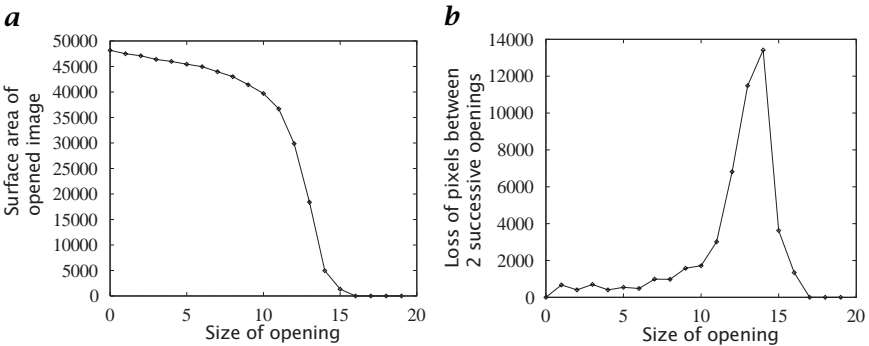 a
50000
45000
40000
35000
30000
25000
20000
15000
10000
5000
0
Surface area of
opened image
0 5 10 15 20
Size of opening
b
14000
12000
10000
8000
6000
4000
2000
0
Loss of pixels between
2 successive openings
0 5 10 15 20
Size of opening